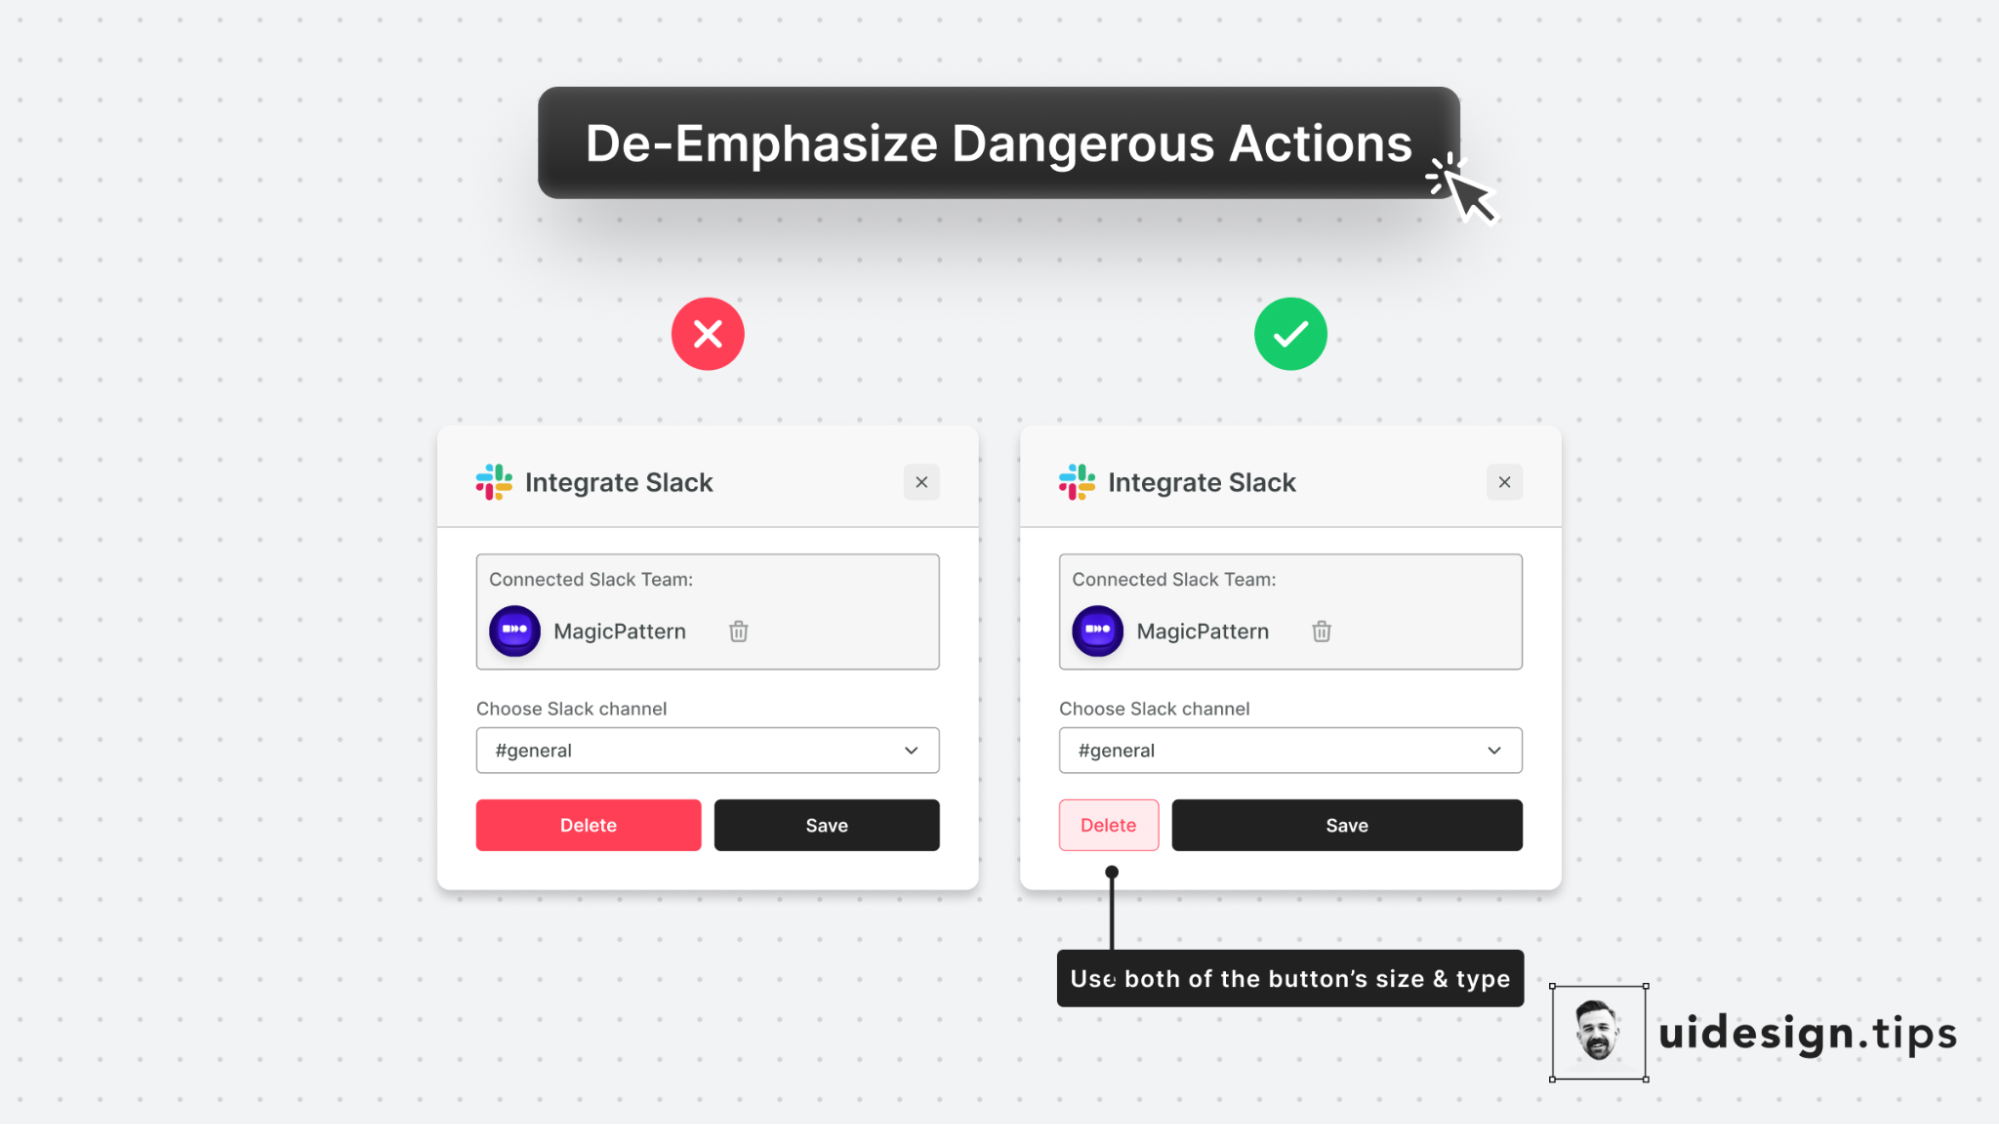 De-Emphasize Dangerous Actions
Integrate Slack
Connected Slack Team:
MagicPattern
Choose Slack channel
#general
Delete Save
Integrate Slack
Connected Slack Team:
MagicPattern
Choose Slack channel
#general
Delete Save
Use both of the button’s size & type
uidesign.tips